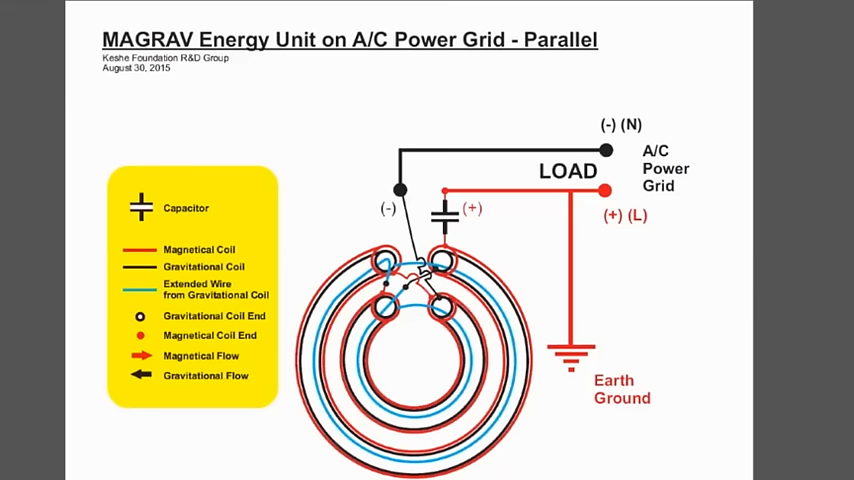 MAGRAV Energy Unit on A/C Power Grid - Parallel
Keshe Foundation R&D Group
August 30, 2015
(-) (N)
A/C
Power
Grid
LOAD
(+) (L)
(-)
(+)
Capacitor
Magnetical Coil
Gravitational Coil
Extended Wire
from Gravitational Coil
Gravitational Coil End
Magnetical Coil End
Magnetical Flow
Gravitational Flow
Earth
Ground